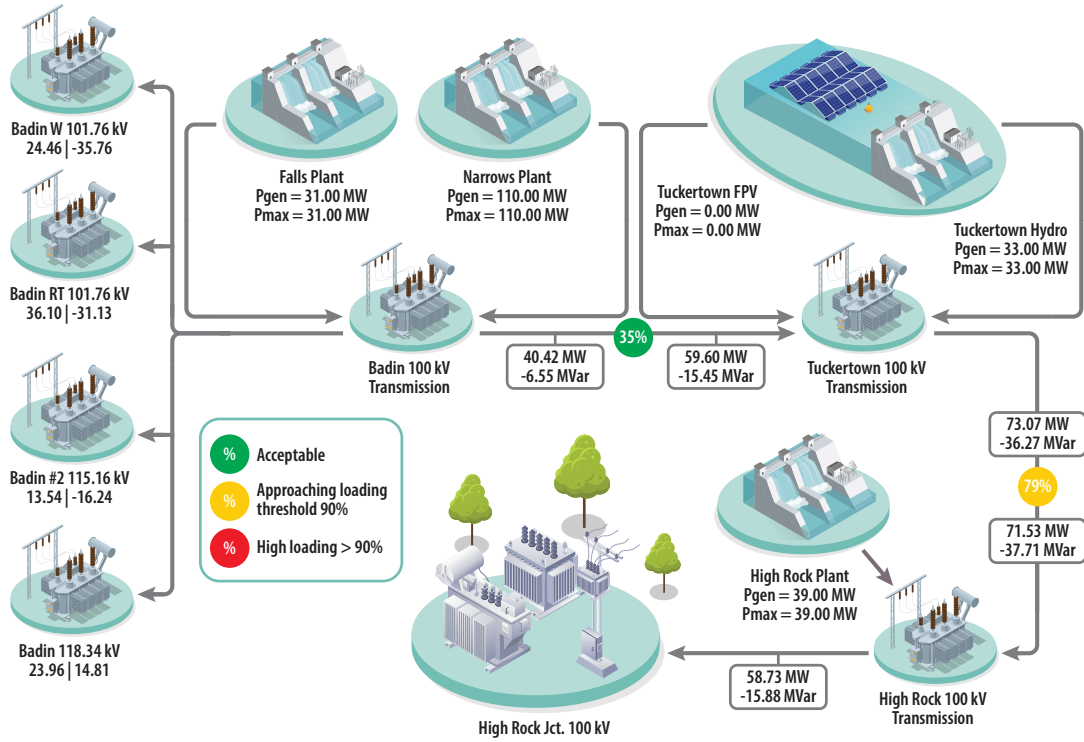 Badin W 101.76 kV
24.46 | -35.76
Badin RT 101.76 kV
36.10 | -31.13
Badin #2 115.16 kV
13.54 | -16.24
Badin 118.34 kV
23.96 | 14.81
Falls Plant
Pgen = 31.00 MW
Pmax = 31.00 MW
Narrows Plant
Pgen = 110.00 MW
Pmax = 110.00 MW
Tuckertown FPV
Pgen = 0.00 MW
Pmax = 0.00 MW
Tuckertown Hydro
Pgen = 33.00 MW
Pmax = 33.00 MW
Badin 100 kV
Transmission
40.42 MW
-6.55 MVar
35%
59.60 MW
-15.45 MVar
Tuckertown 100 kV
Transmission
73.07 MW
-36.27 MVar
79%
71.53 MW
-37.71 MVar
% Acceptable
% Approaching loading
threshold 90%
% High loading > 90%
High Rock Plant
Pgen = 39.00 MW
Pmax = 39.00 MW
58.73 MW
-15.88 MVar
High Rock 100 kV
Transmission
High Rock Jct. 100 kV